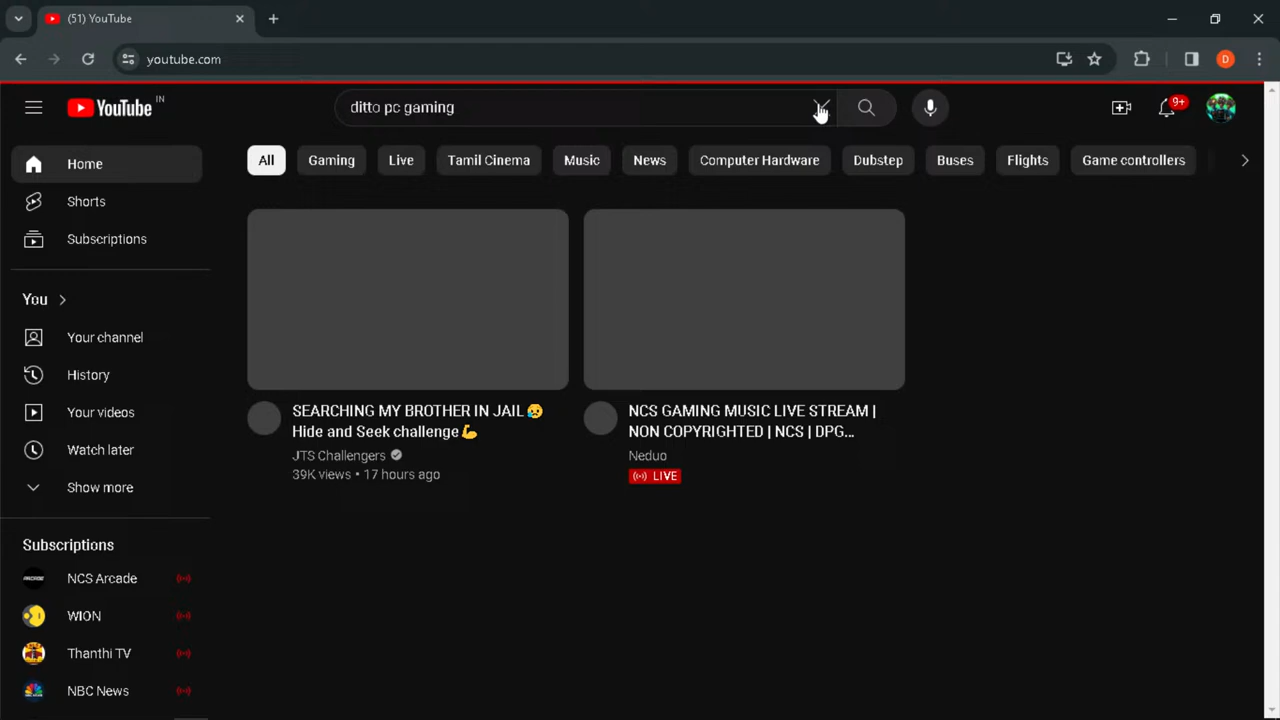 (51) YouTube
youtube.com
D
YouTube IN
ditto pc gaming
9+
All Gaming Live Tamil Cinema Music News Computer Hardware Dubstep Buses Flights Game controllers
Home
Shorts
Subscriptions
You
Your channel
History
Your videos
Watch later
Show more
Subscriptions
NCS Arcade
WION
Thanthi TV
NBC News
SEARCHING MY BROTHER IN JAIL😥
Hide and Seek challenge💪
JTS Challengers
39K views • 17 hours ago
NCS GAMING MUSIC LIVE STREAM |
NON COPYRIGHTED | NCS | DPG...
Neduo
LIVE